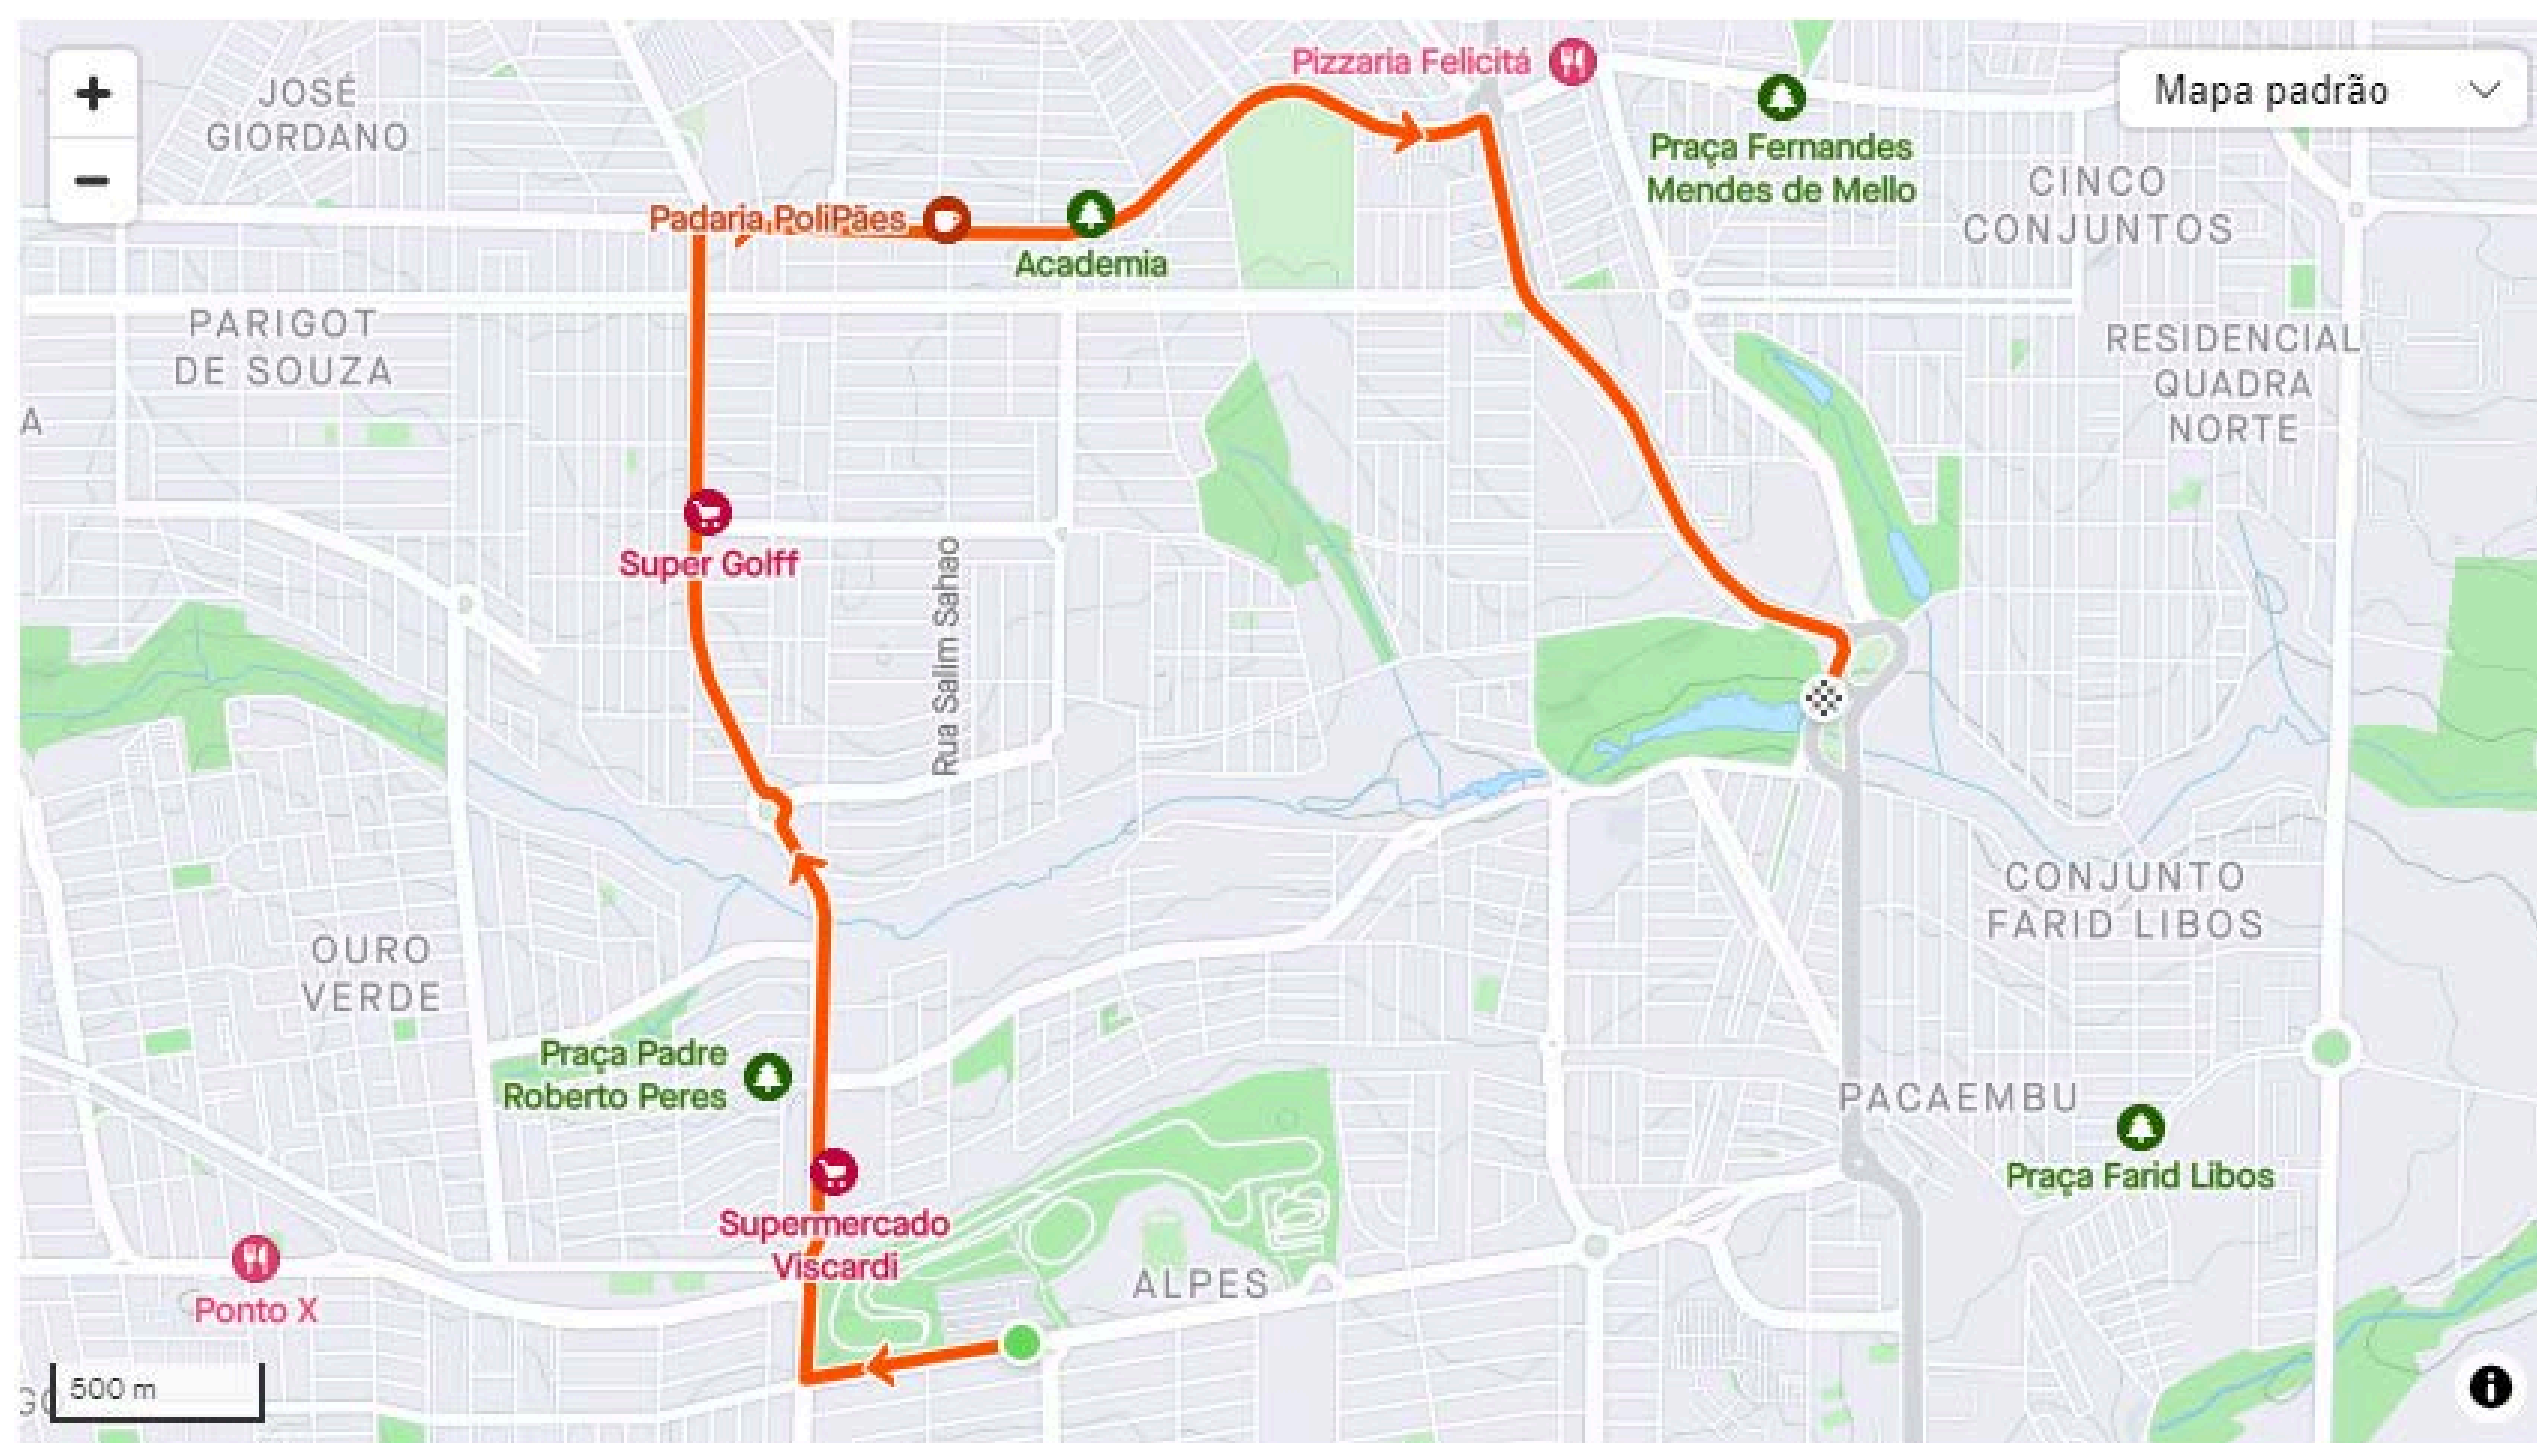 +
−
JOSÉ
GIORDANO
Pizzaria Felicitá
Mapa padrão
Praça Fernandes
Mendes de Mello
CINCO
CONJUNTOS
Padaria PoliPães
Academia
PARIGOT
DE SOUZA
RESIDENCIAL
QUADRA
NORTE
A
Super Golff
Rua Salim Sahao
OURO
VERDE
CONJUNTO
FARID LIBOS
Praça Padre
Roberto Peres
PACAEMBU
Praça Farid Libos
Supermercado
Viscardi
ALPES
Ponto X
500 m